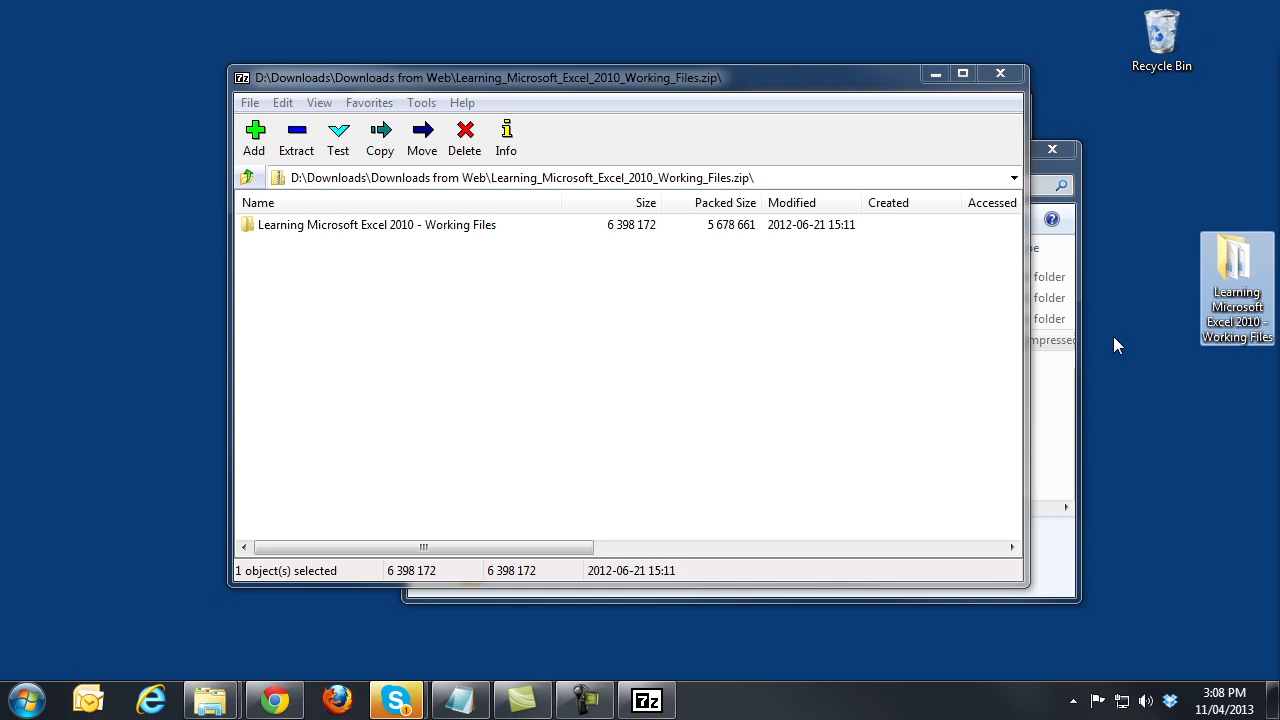 Recycle Bin
7z D:\Downloads\Downloads from Web\Learning_Microsoft_Excel_2010_Working_Files.zip\
File Edit View Favorites Tools Help
Add Extract Test Copy Move Delete Info
D:\Downloads\Downloads from Web\Learning_Microsoft_Excel_2010_Working_Files.zip\
Name Size Packed Size Modified Created Accessed
Learning Microsoft Excel 2010 - Working Files 6 398 172 5 678 661 2012-06-21 15:11
folder
folder
folder
Learning
Microsoft
Excel 2010 -
Working Files
1 object(s) selected 6 398 172 6 398 172 2012-06-21 15:11
7z
3:08 PM
11/04/2013